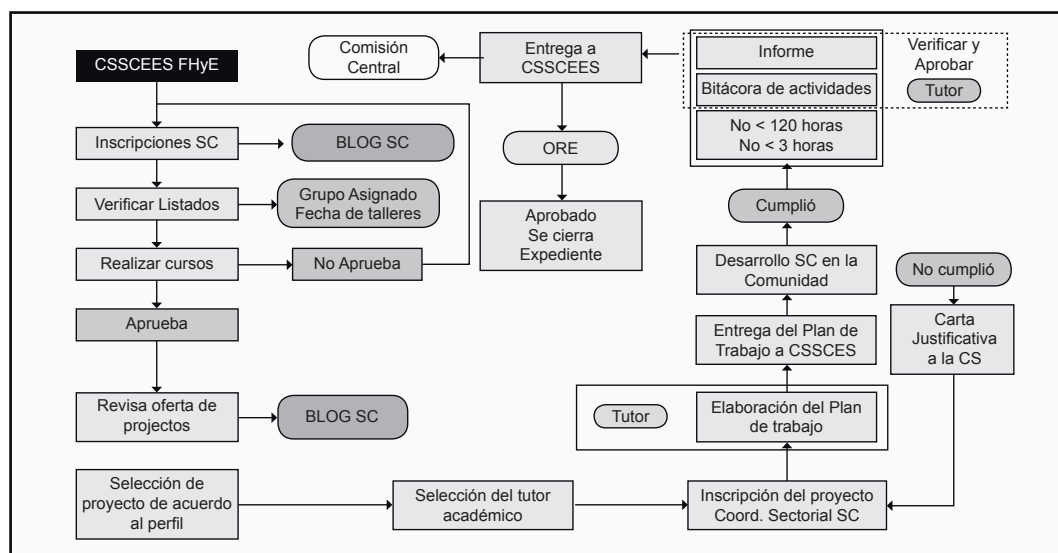 CSSCEES FHyE
Inscripciones SC
BLOG SC
Verificar Listados
Grupo Asignado
Fecha de talleres
Realizar cursos
No Aprueba
Aprueba
Revisa oferta de
projectos
BLOG SC
Selección de
proyecto de acuerdo
al perfil
Selección del tutor
académico
Inscripción del proyecto
Coord. Sectorial SC
Tutor
Elaboración del Plan
de trabajo
Entrega del Plan de
Trabajo a CSSCES
Desarrollo SC en la
Comunidad
Cumplió
No cumplió
Carta
Justificativa
a la CS
No < 120 horas
No < 3 horas
Bitácora de actividades
Informe
Verificar y
Aprobar
Tutor
Entrega a
CSSCEES
Comisión
Central
ORE
Aprobado
Se cierra
Expediente